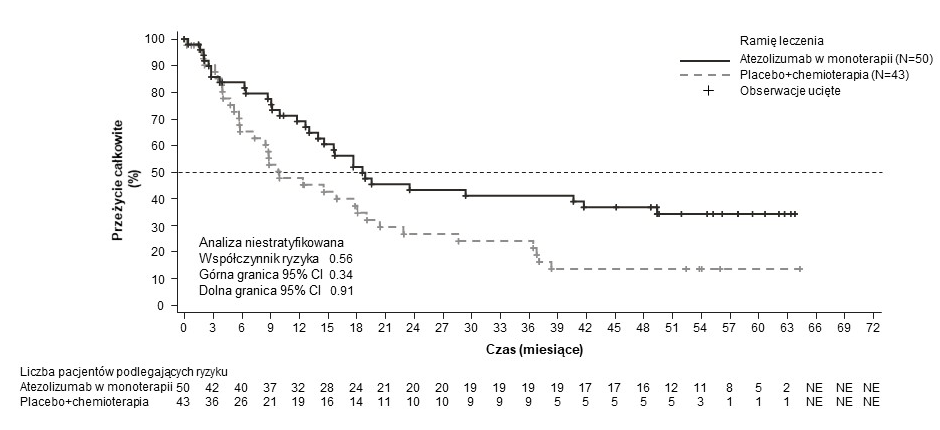 Ramię leczenia
Atezolizumab w monoterapii (N=50)
Placebo+chemioterapia (N=43)
Obserwacje ucięte
Przeżycie całkowite
(%)
100
90
80
70
60
50
40
30
20
10
0
Analiza niestratyfikowana
Współczynnik ryzyka 0.56
Górna granica 95% CI 0.34
Dolna granica 95% CI 0.91
0 3 6 9 12 15 18 21 24 27 30 33 36 39 42 45 48 51 54 57 60 63 66 69 72
Czas (miesiące)
Liczba pacjentów podlegających ryzyku
Atezolizumab w monoterapii 50 42 40 37 32 28 24 21 20 20 19 19 19 19 17 17 16 12 11 8 5 2 NE NE NE
Placebo+chemioterapia 43 36 26 21 19 16 14 11 10 10 9 9 9 5 5 5 5 5 3 1 1 1 NE NE NE